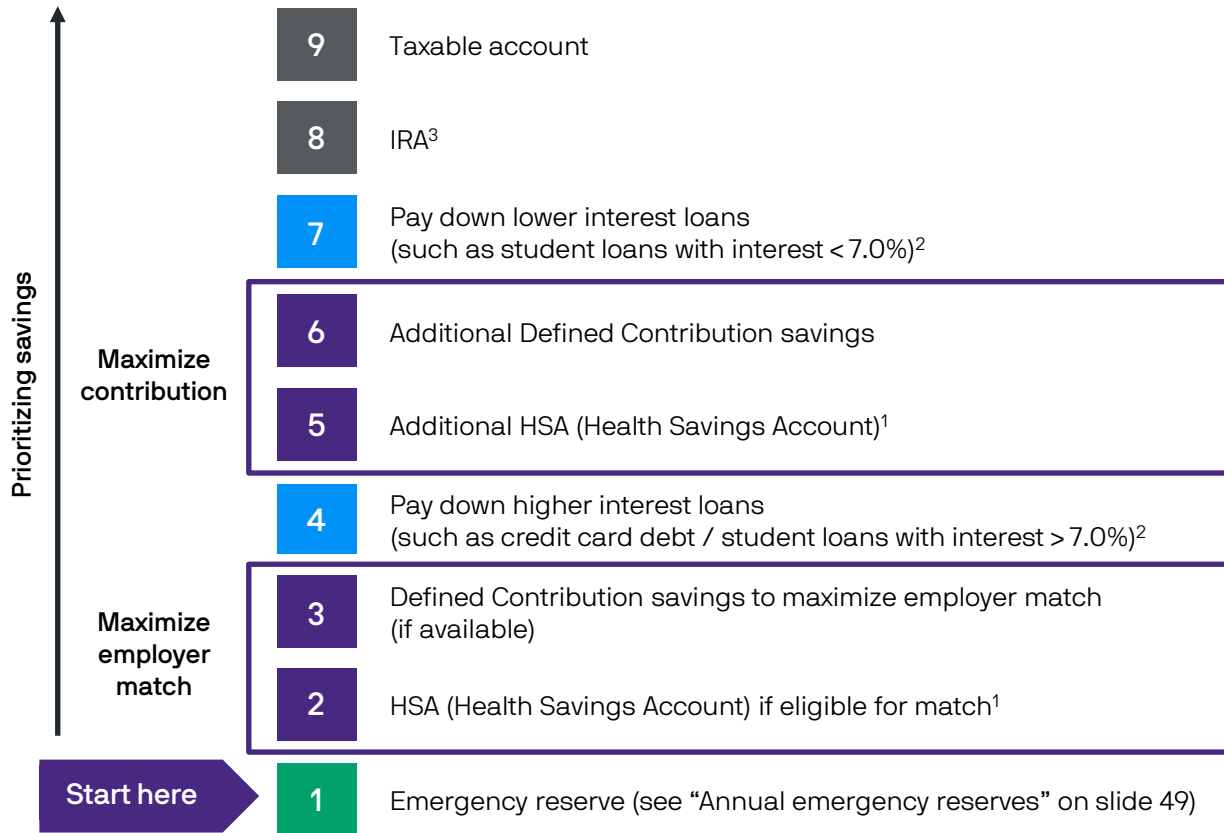 9
Taxable account
8
IRA³
7
Pay down lower interest loans
(such as student loans with interest < 7.0%)²
6
Additional Defined Contribution savings
Maximize
contribution
5
Additional HSA (Health Savings Account)¹
Prioritizing savings
4
Pay down higher interest loans
(such as credit card debt / student loans with interest > 7.0%)²
3
Defined Contribution savings to maximize employer match
(if available)
Maximize
employer
match
2
HSA (Health Savings Account) if eligible for match¹
Start here
1
Emergency reserve (see “Annual emergency reserves” on slide 49)